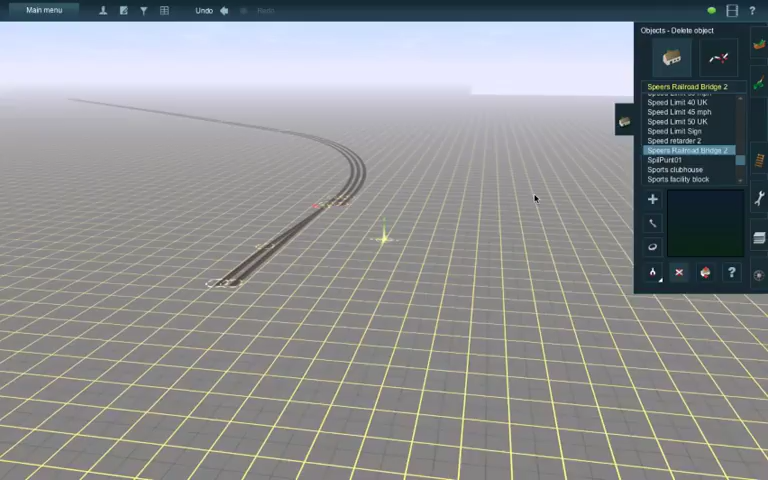 Main menu
Undo
Redo
?
Objects - Delete object
Speers Railroad Bridge 2
Speed Limit 40 UK
Speed Limit 45 mph
Speed Limit 50 UK
Speed Limit Sign
Speed retarder 2
Speers Railroad Bridge 2
SpilPunt01
Sports clubhouse
Sports facility block
?